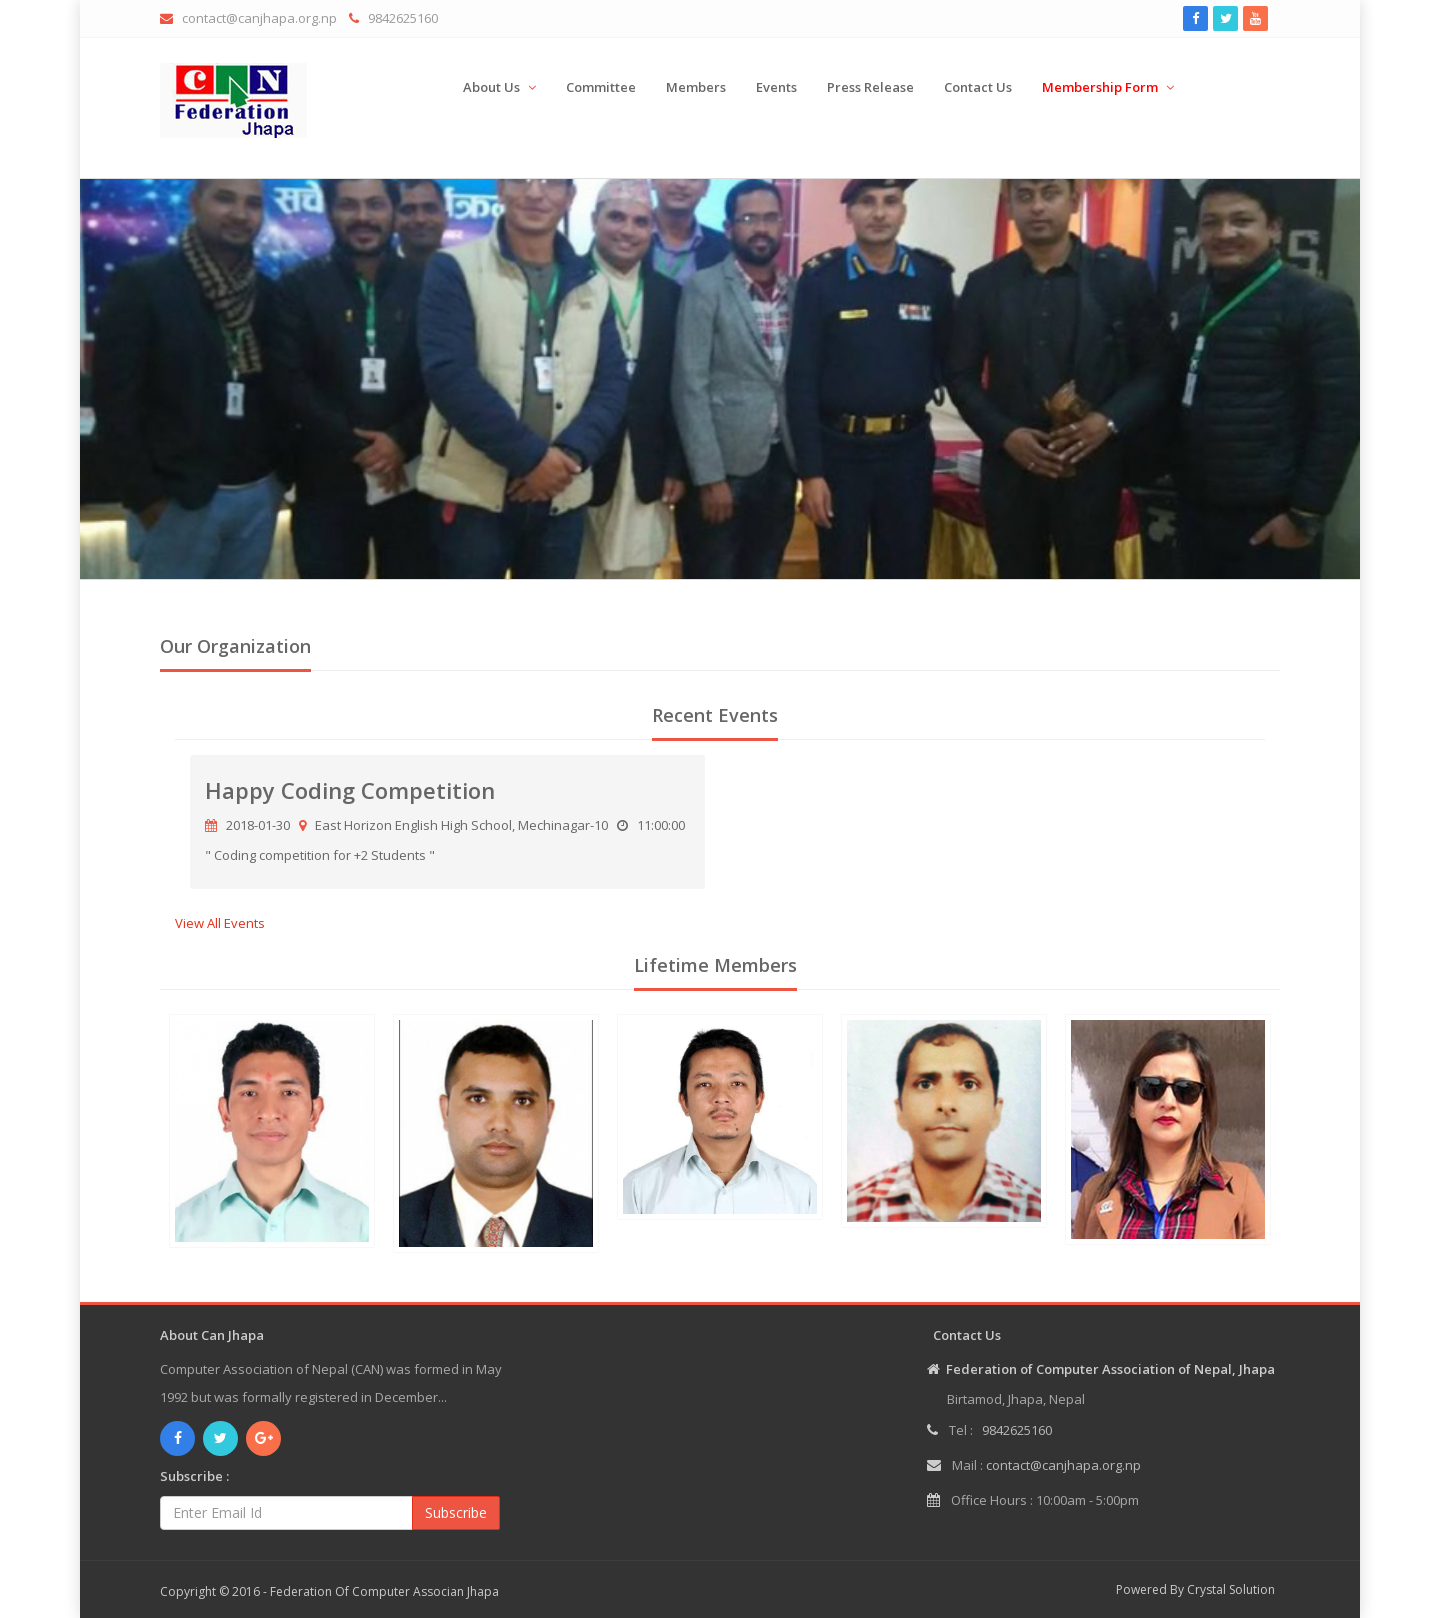 contact@canjhapa.org.np 9842625160
CAN
Federation
Jhapa
About Us Committee Members Events Press Release Contact Us Membership Form
सचे
Our Organization
Recent Events
Happy Coding Competition
2018-01-30 East Horizon English High School, Mechinagar-10 11:00:00
" Coding competition for +2 Students "
View All Events
Lifetime Members
About Can Jhapa
Computer Association of Nepal (CAN) was formed in May
1992 but was formally registered in December...
Subscribe :
Enter Email Id Subscribe
Contact Us
Federation of Computer Association of Nepal, Jhapa
Birtamod, Jhapa, Nepal
Tel : 9842625160
Mail : contact@canjhapa.org.np
Office Hours : 10:00am - 5:00pm
Copyright © 2016 - Federation Of Computer Associan Jhapa
Powered By Crystal Solution